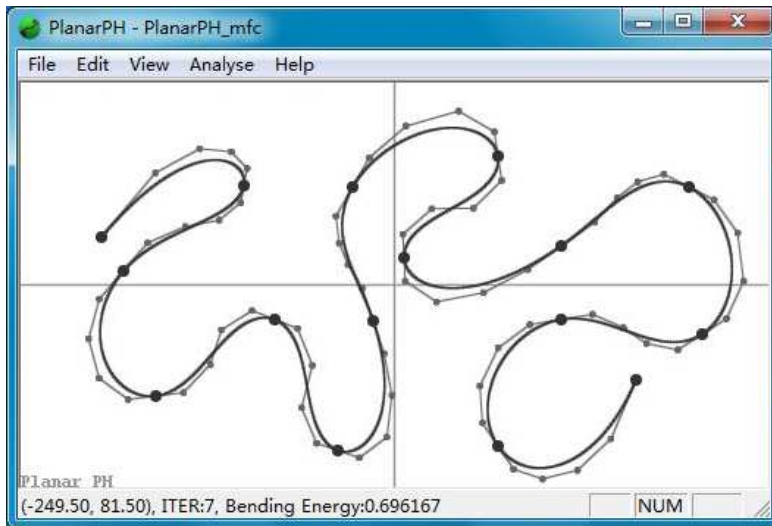 PlanarPH - PlanarPH_mfc
File Edit View Analyse Help
Planar PH
(-249.50, 81.50), ITER:7, Bending Energy:0.696167 NUM